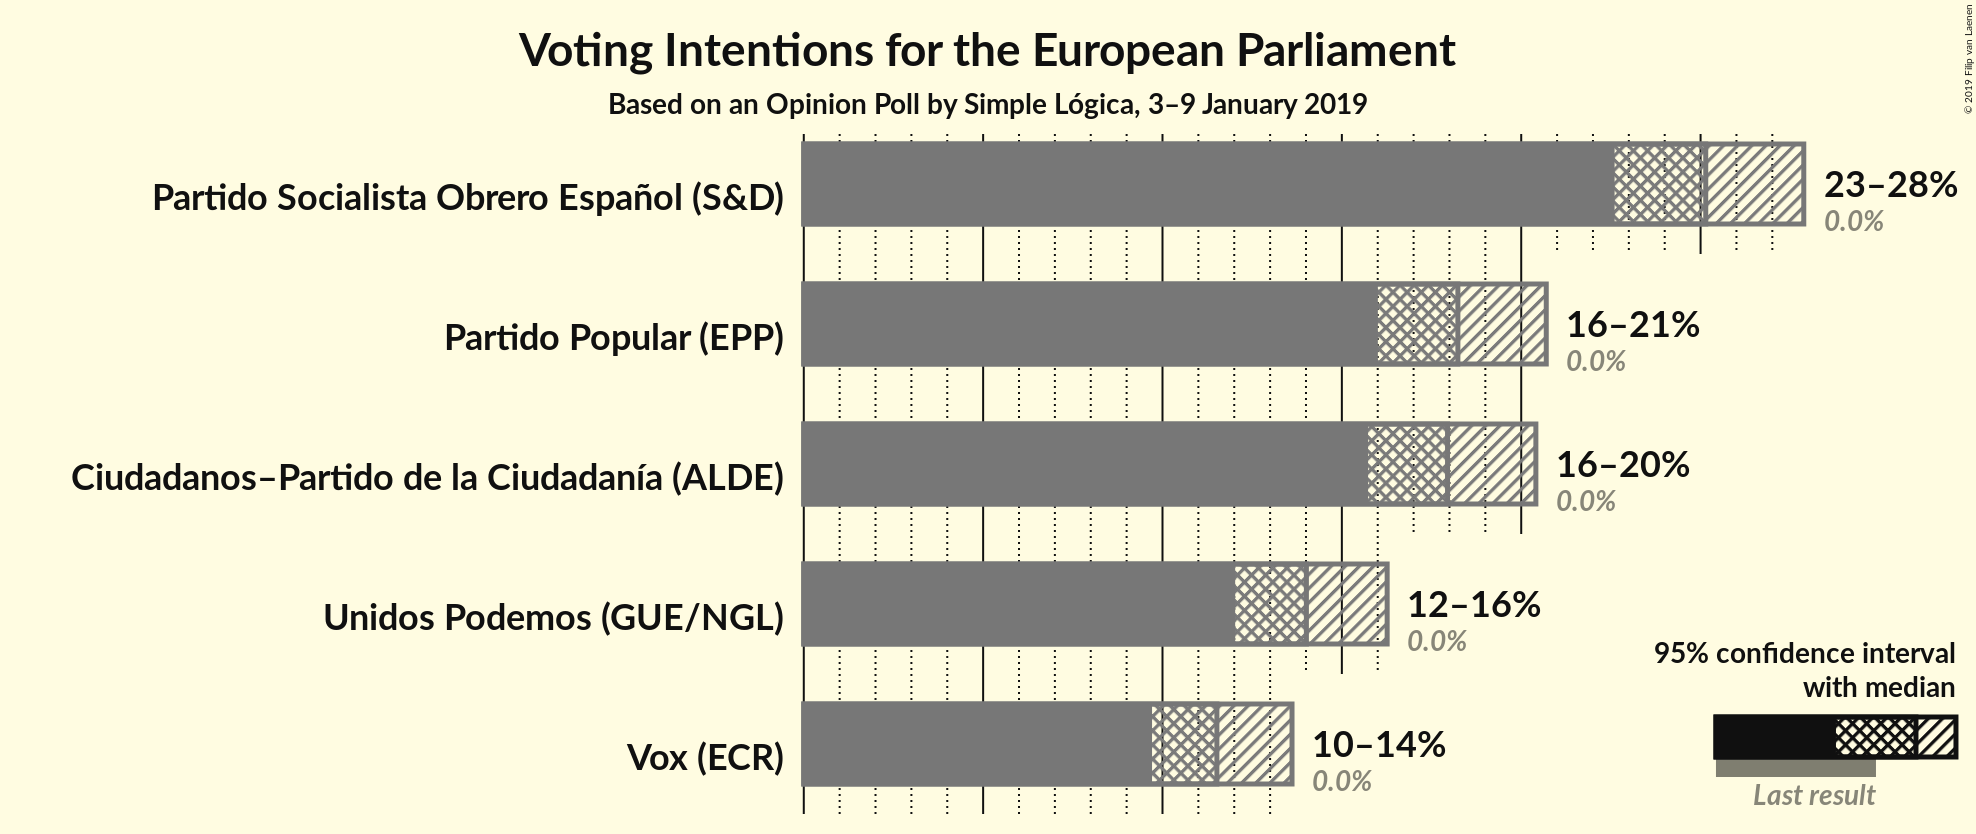 Voting Intentions for the European Parliament
Based on an Opinion Poll by Simple Lógica, 3–9 January 2019
© 2019 Filip van Laenen
Partido Socialista Obrero Español (S&D)
23–28%
0.0%
Partido Popular (EPP)
16–21%
0.0%
Ciudadanos–Partido de la Ciudadanía (ALDE)
16–20%
0.0%
Unidos Podemos (GUE/NGL)
12–16%
0.0%
Vox (ECR)
10–14%
0.0%
95% confidence interval
with median
Last result